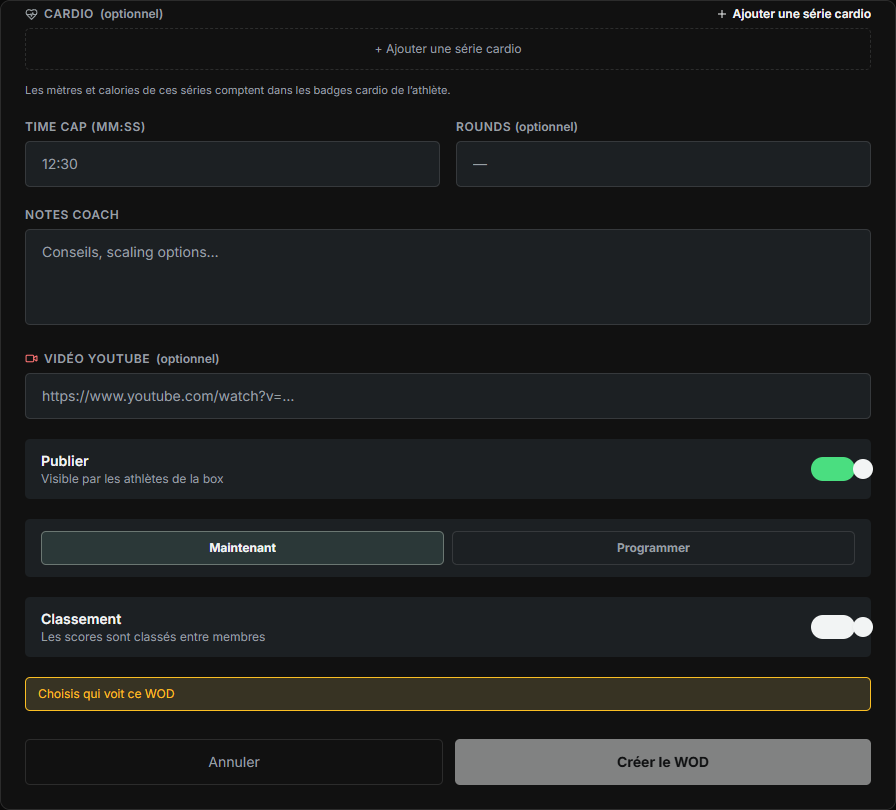 CARDIO (optionnel)
+ Ajouter une série cardio
+ Ajouter une série cardio
Les mètres et calories de ces séries comptent dans les badges cardio de l'athlète.
TIME CAP (MM:SS)
ROUNDS (optionnel)
12:30
—
NOTES COACH
Conseils, scaling options...
VIDÉO YOUTUBE (optionnel)
https://www.youtube.com/watch?v=...
Publier
Visible par les athlètes de la box
Maintenant
Programmer
Classement
Les scores sont classés entre membres
Choisis qui voit ce WOD
Annuler
Créer le WOD